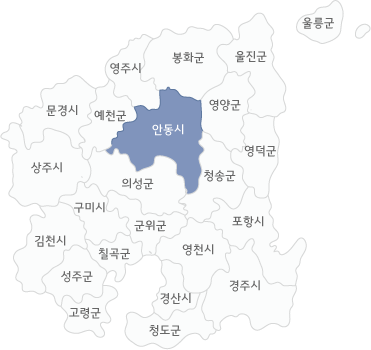 울릉군
봉화군
울진군
영주시
영양군
문경시
예천군
안동시
영덕군
상주시
청송군
의성군
구미시
포항시
군위군
김천시
영천시
칠곡군
성주군
경주시
경산시
고령군
청도군